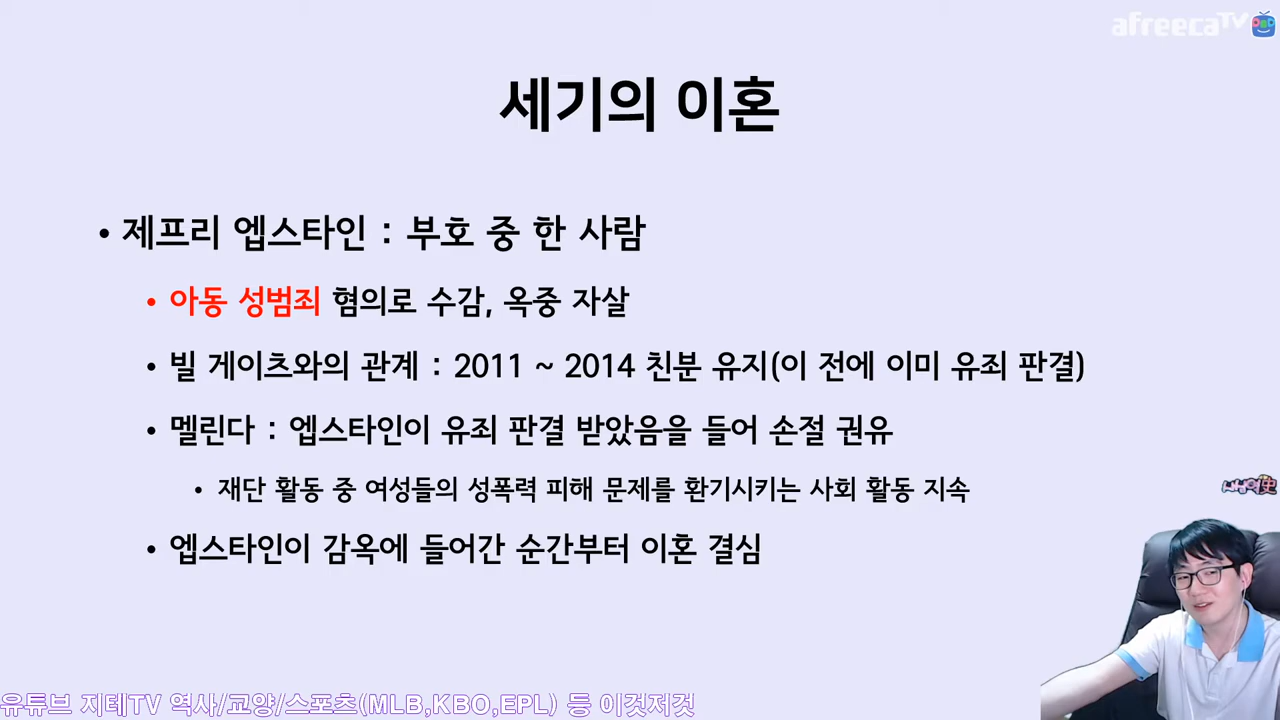 afreecaTV
세기의 이혼
• 제프리 엡스타인 : 부호 중 한 사람
• 아동 성범죄 혐의로 수감, 옥중 자살
• 빌 게이츠와의 관계 : 2011 ~ 2014 친분 유지(이 전에 이미 유죄 판결)
• 멜린다 : 엡스타인이 유죄 판결 받았음을 들어 손절 권유
• 재단 활동 중 여성들의 성폭력 피해 문제를 환기시키는 사회 활동 지속
• 엡스타인이 감옥에 들어간 순간부터 이혼 결심
유튜브 지테TV 역사/교양/스포츠(MLB,KBO,EPL) 등 이것저것